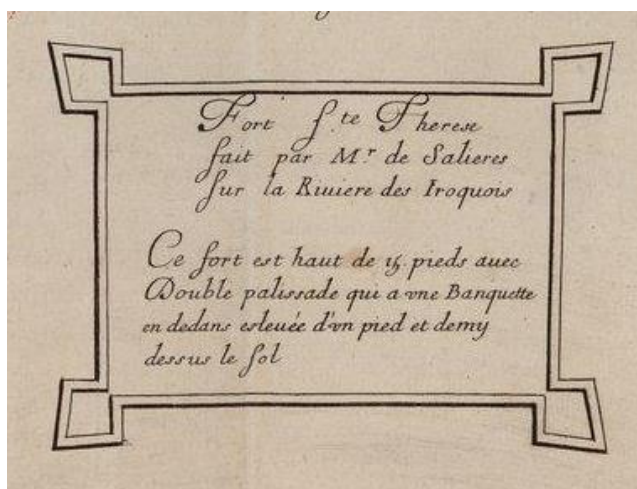 Fort S.te Therese
fait par M.r de Salieres
sur la Riuiere des Iroquois
Ce fort est haut de 15 pieds auec
Double palissade qui a vne Banquette
en dedans esleuée d'vn pied et demy
dessus le sol